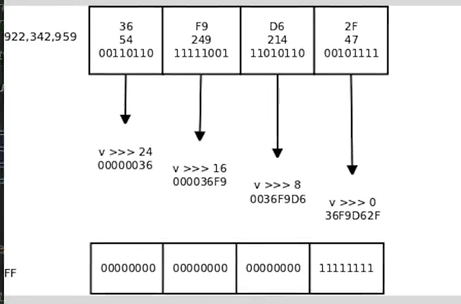 922,342,959
36 F9 D6 2F
54 249 214 47
00110110 11111001 11010110 00101111
v >>> 24
00000036
v >>> 16
000036F9
v >>> 8
0036F9D6
v >>> 0
36F9D62F
FF
00000000 00000000 00000000 11111111